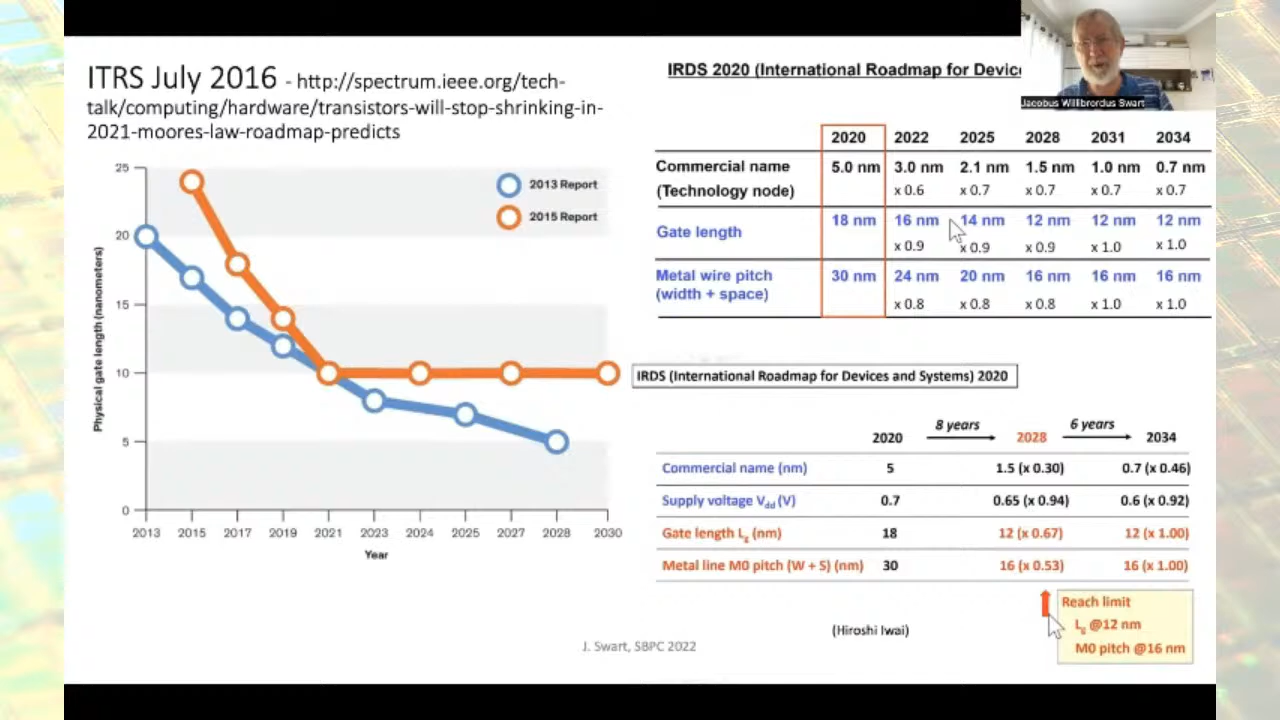 ITRS July 2016 - http://spectrum.ieee.org/tech-
talk/computing/hardware/transistors-will-stop-shrinking-in-
2021-moores-law-roadmap-predicts
25
20
15
10
5
0
Physical gate length (nanometers)
2013 Report
2015 Report
2013 2015 2017 2019 2021 2023 2024 2025 2027 2028 2030
Year
IRDS 2020 (International Roadmap for Device
Jacobus Willibrordus Swart
2020 2022 2025 2028 2031 2034
Commercial name 5.0 nm 3.0 nm 2.1 nm 1.5 nm 1.0 nm 0.7 nm
(Technology node) x 0.6 x 0.7 x 0.7 x 0.7 x 0.7
Gate length 18 nm 16 nm 14 nm 12 nm 12 nm 12 nm
x 0.9 x 0.9 x 0.9 x 1.0 x 1.0
Metal wire pitch 30 nm 24 nm 20 nm 16 nm 16 nm 16 nm
(width + space)
x 0.8 x 0.8 x 0.8 x 1.0 x 1.0
IRDS (International Roadmap for Devices and Systems) 2020
8 years 6 years
2020 2028 2034
Commercial name (nm) 5 1.5 (x 0.30) 0.7 (x 0.46)
Supply voltage Vdd (V) 0.7 0.65 (x 0.94) 0.6 (x 0.92)
Gate length Lg (nm) 18 12 (x 0.67) 12 (x 1.00)
Metal line M0 pitch (W + S) (nm) 30 16 (x 0.53) 16 (x 1.00)
Reach limit
Lg @12 nm
M0 pitch @16 nm
(Hiroshi Iwai)
J. Swart, SBPC 2022